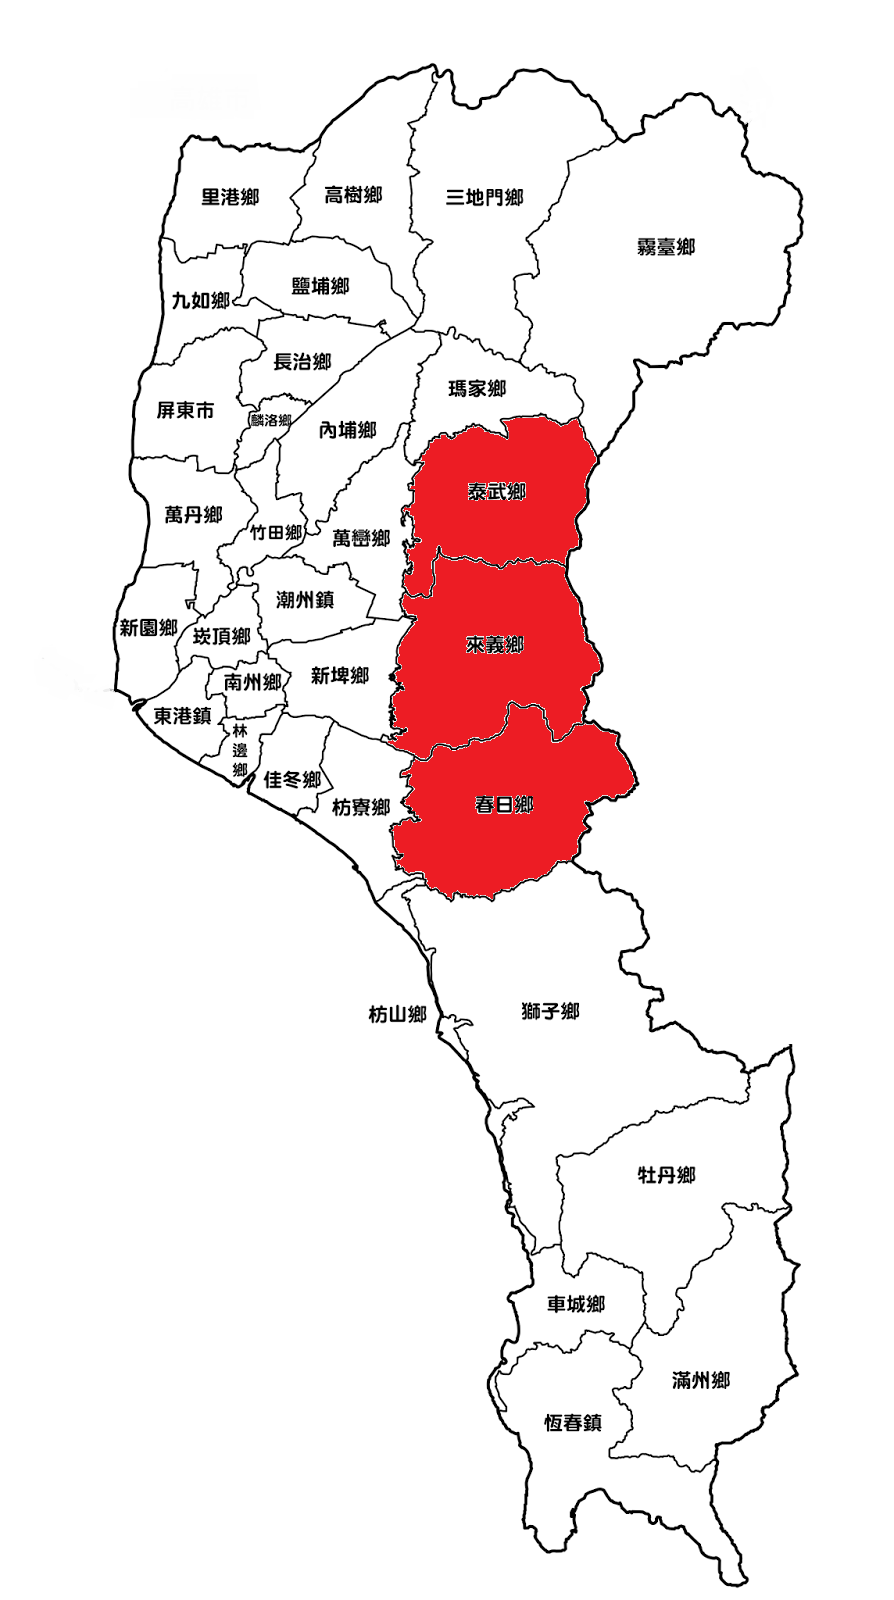 里港鄉
高樹鄉
三地門鄉
霧臺鄉
九如鄉
鹽埔鄉
長治鄉
瑪家鄉
屏東市
麟洛鄉
內埔鄉
泰武鄉
萬丹鄉
竹田鄉
萬巒鄉
潮州鎮
新園鄉
崁頂鄉
來義鄉
南州鄉
新埤鄉
東港鎮
林
邊
鄉
佳冬鄉
枋寮鄉
春日鄉
枋山鄉
獅子鄉
牡丹鄉
車城鄉
滿州鄉
恆春鎮